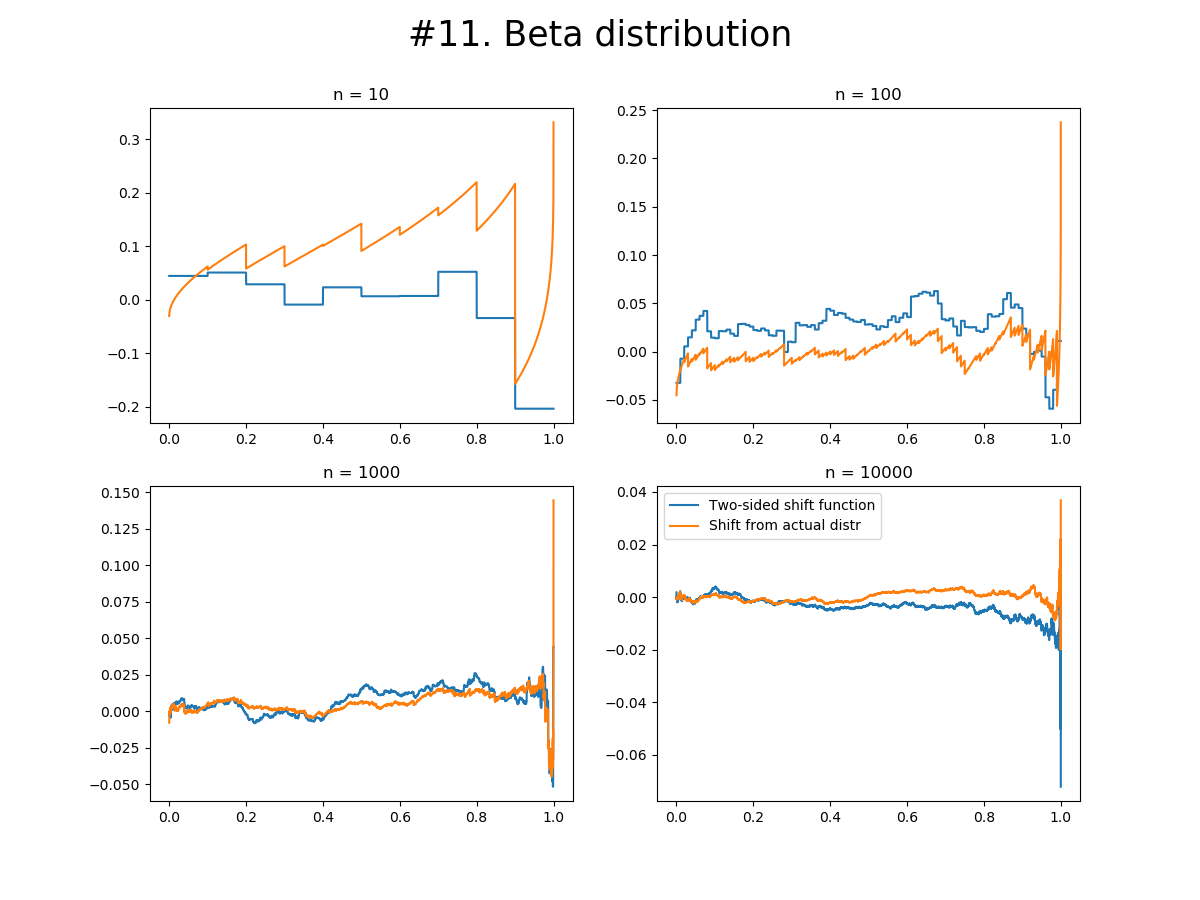 #11. Beta distribution
n = 10
0.3
0.2
0.1
0.0
−0.1
−0.2
0.0 0.2 0.4 0.6 0.8 1.0
n = 100
0.25
0.20
0.15
0.10
0.05
0.00
−0.05
0.0 0.2 0.4 0.6 0.8 1.0
n = 1000
0.150
0.125
0.100
0.075
0.050
0.025
0.000
−0.025
−0.050
0.0 0.2 0.4 0.6 0.8 1.0
n = 10000
Two-sided shift function
Shift from actual distr
0.04
0.02
0.00
−0.02
−0.04
−0.06
0.0 0.2 0.4 0.6 0.8 1.0